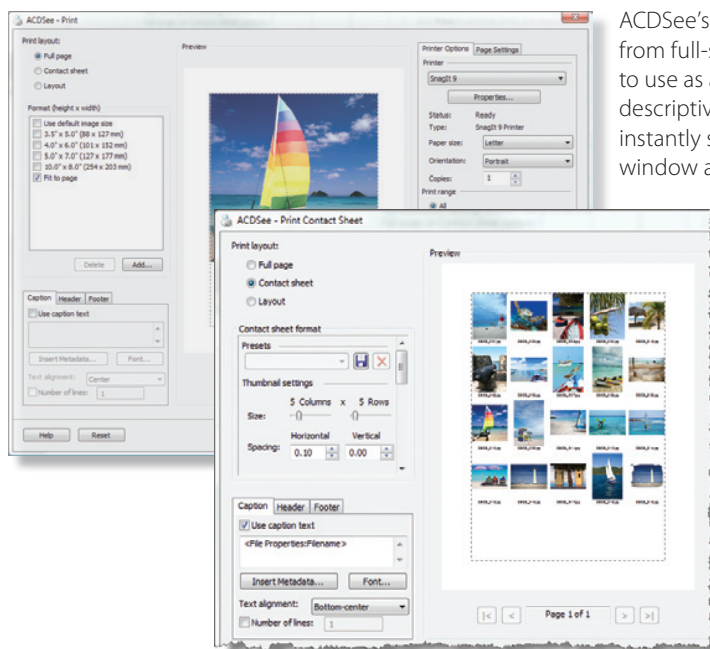 ACDSee - Print
Print layout:
Full page
Contact sheet
Layout
Format (height x width)
Use default image size
3.5" x 5.0" (88 x 127 mm)
4.0" x 6.0" (101 x 152 mm)
5.0" x 7.0" (127 x 177 mm)
10.0" x 8.0" (254 x 203 mm)
Fit to page
Delete Add...
Caption Header Footer
Use caption text
Insert Metadata... Font...
Text alignment: Center
Number of lines: 1
Help Reset
Preview
Printer Options Page Settings
Printer
SnagIt 9
Properties...
Status: Ready
Type: SnagIt 9 Printer
Paper size: Letter
Orientation: Portrait
Copies: 1
Print range
All
ACDSee's
from full-s
to use as a
descriptiv
instantly s
window a
ACDSee - Print Contact Sheet
Print layout:
Full page
Contact sheet
Layout
Contact sheet format
Presets
Thumbnail settings
5 Columns x 5 Rows
Size:
Horizontal Vertical
Spacing: 0.10 0.00
Caption Header Footer
Use caption text
<File Properties:Filename>
Insert Metadata... Font...
Text alignment: Bottom-center
Number of lines: 1
Preview
Page 1 of 1